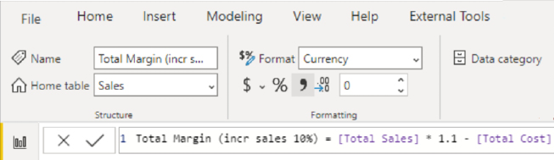 File Home Insert Modeling View Help External Tools
Name Total Margin (incr s... $% Format Currency Data category
Home table Sales $ % , .00 0
Structure Formatting
1 Total Margin (incr sales 10%) = [Total Sales] * 1.1 - [Total Cost]